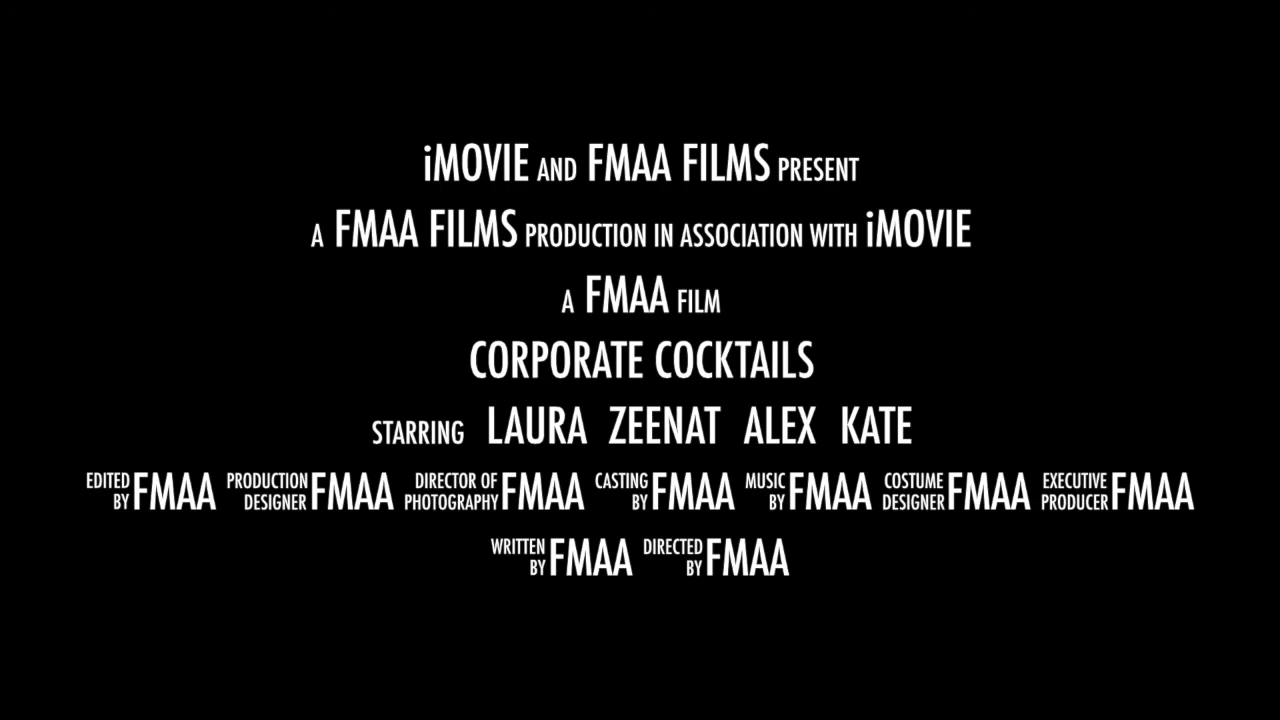 iMOVIE AND FMAA FILMS PRESENT
A FMAA FILMS PRODUCTION IN ASSOCIATION WITH iMOVIE
A FMAA FILM
CORPORATE COCKTAILS
STARRING LAURA ZEENAT ALEX KATE
EDITED BY FMAA PRODUCTION DESIGNER FMAA DIRECTOR OF PHOTOGRAPHY FMAA CASTING BY FMAA MUSIC BY FMAA COSTUME DESIGNER FMAA EXECUTIVE PRODUCER FMAA
WRITTEN BY FMAA DIRECTED BY FMAA